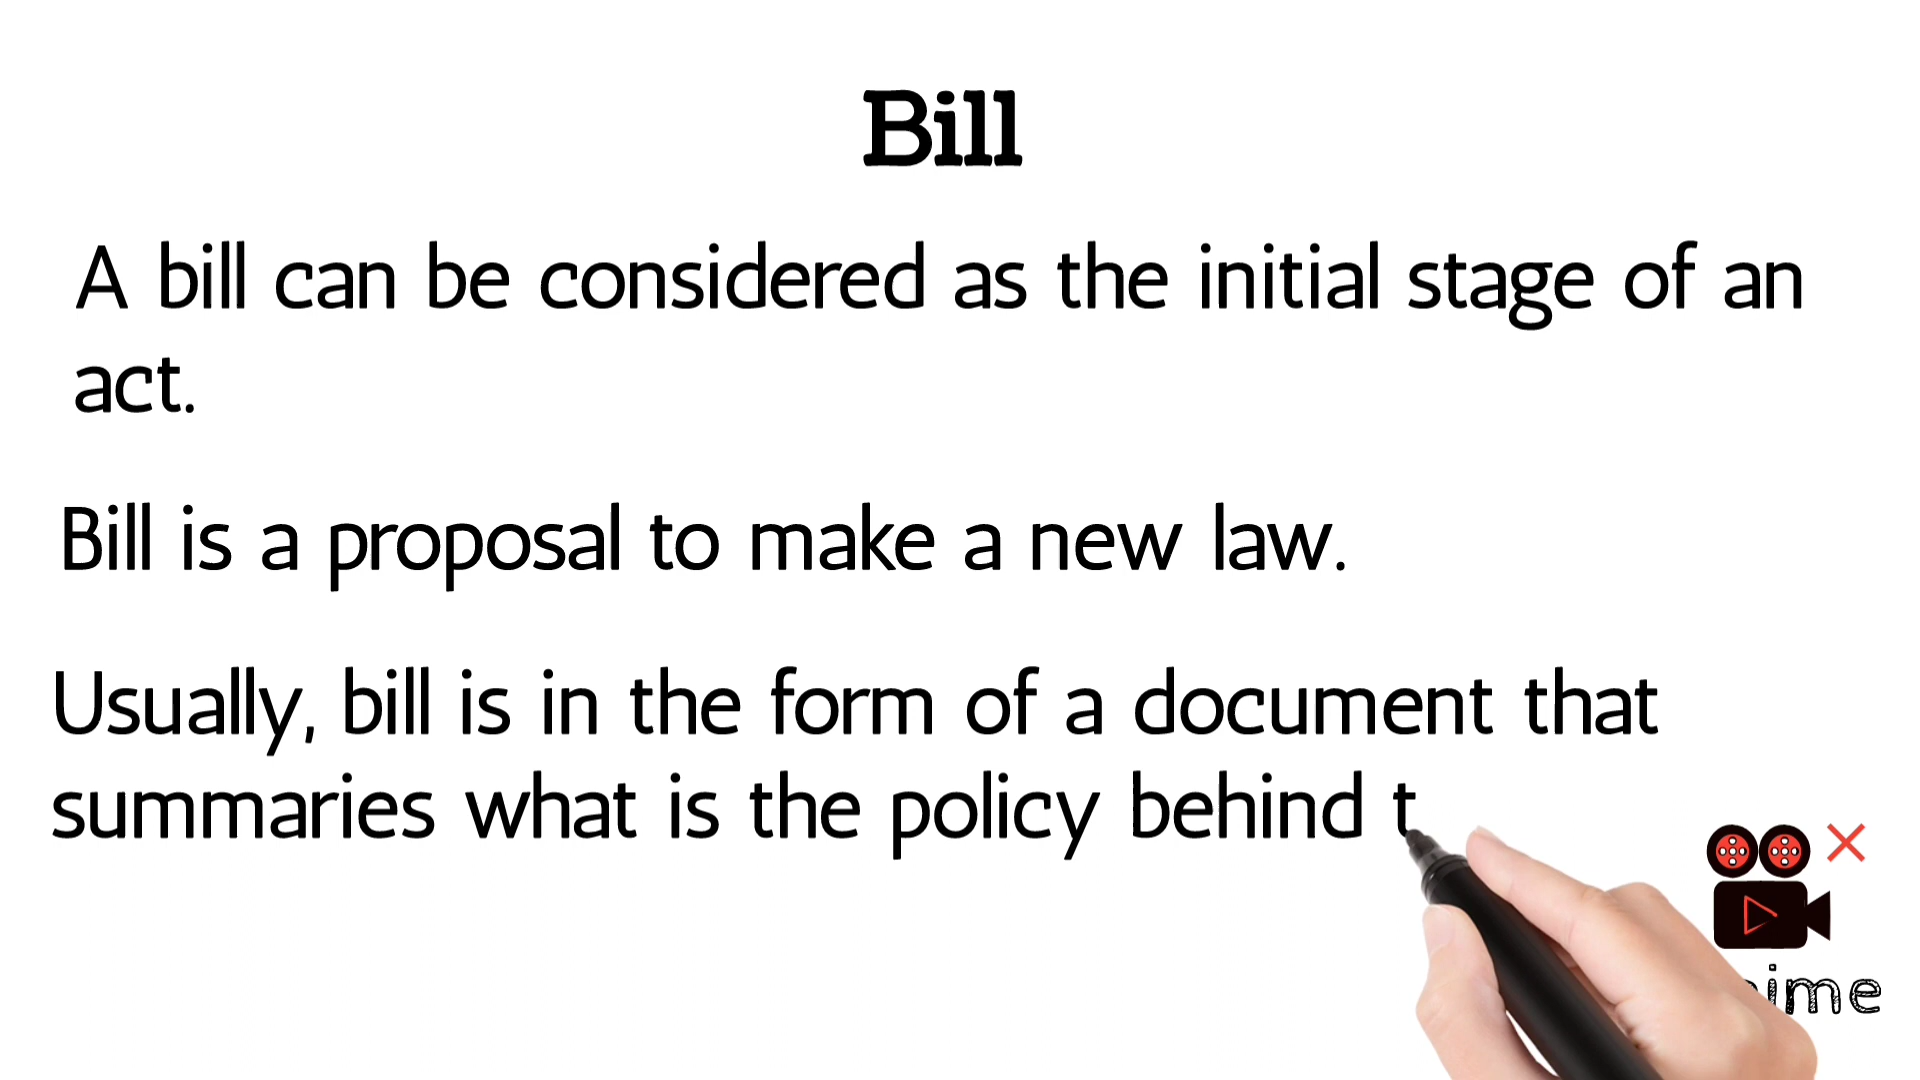 Bill
A bill can be considered as the initial stage of an
act.
Bill is a proposal to make a new law.
Usually, bill is in the form of a document that
summaries what is the policy behind t